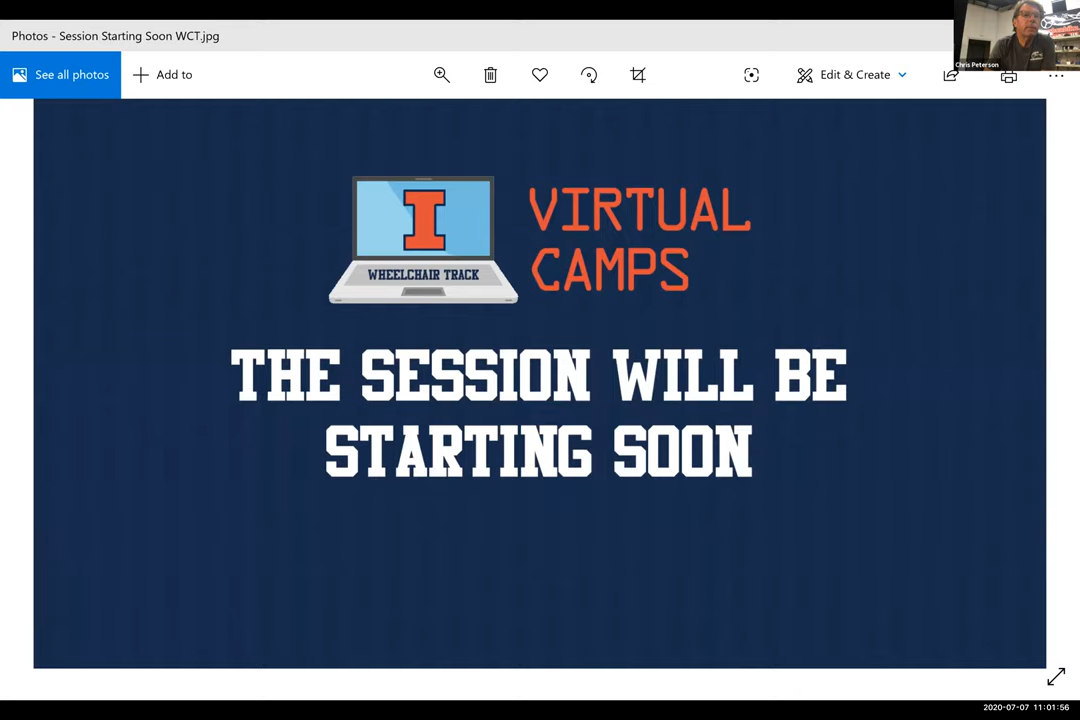 Photos - Session Starting Soon WCT.jpg
See all photos
Add to
Edit & Create
Chris Peterson
I
WHEELCHAIR TRACK
VIRTUAL
CAMPS
THE SESSION WILL BE
STARTING SOON
2020-07-07 11:01:56